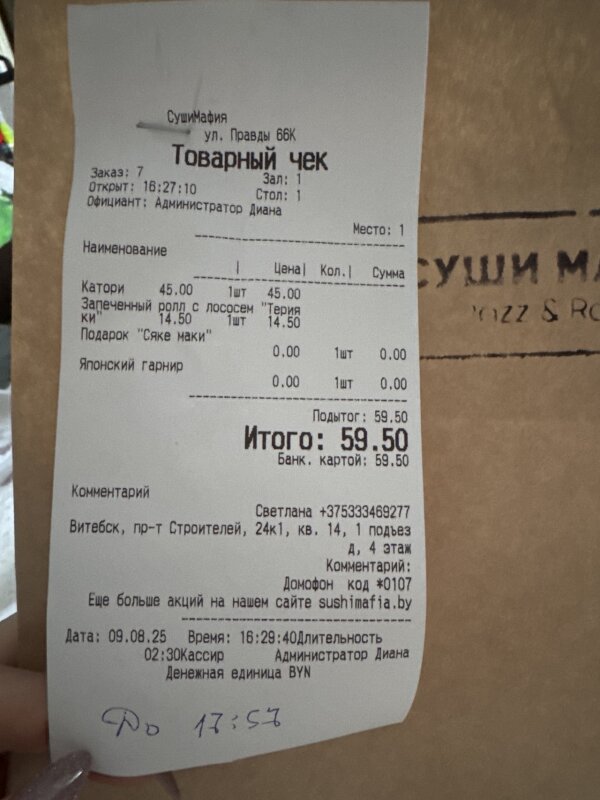 СушиМафия
ул. Правды 66К
Товарный чек
Заказ: 7 Зал: 1
Открыт: 16:27:10 Стол: 1
Официант: Администратор Диана
Место: 1
Наименование
| Цена| Кол.| Сумма
Катори 45.00 1шт 45.00
Запеченный ролл с лососем "Терия
ки" 14.50 1шт 14.50
Подарок "Сяке маки"
0.00 1шт 0.00
Японский гарнир
0.00 1шт 0.00
Подытог: 59.50
Итого: 59.50
Банк. картой: 59.50
Комментарий
Светлана +375333469277
Витебск, пр-т Строителей, 24к1, кв. 14, 1 подъез
д, 4 этаж
Комментарий:
Домофон код *0107
Еще больше акций на нашем сайте sushimafia.by
Дата: 09.08.25 Время: 16:29:40Длительность
02:30Кассир Администратор Диана
Денежная единица BYN
До 17:57
СУШИ МА
& Ro